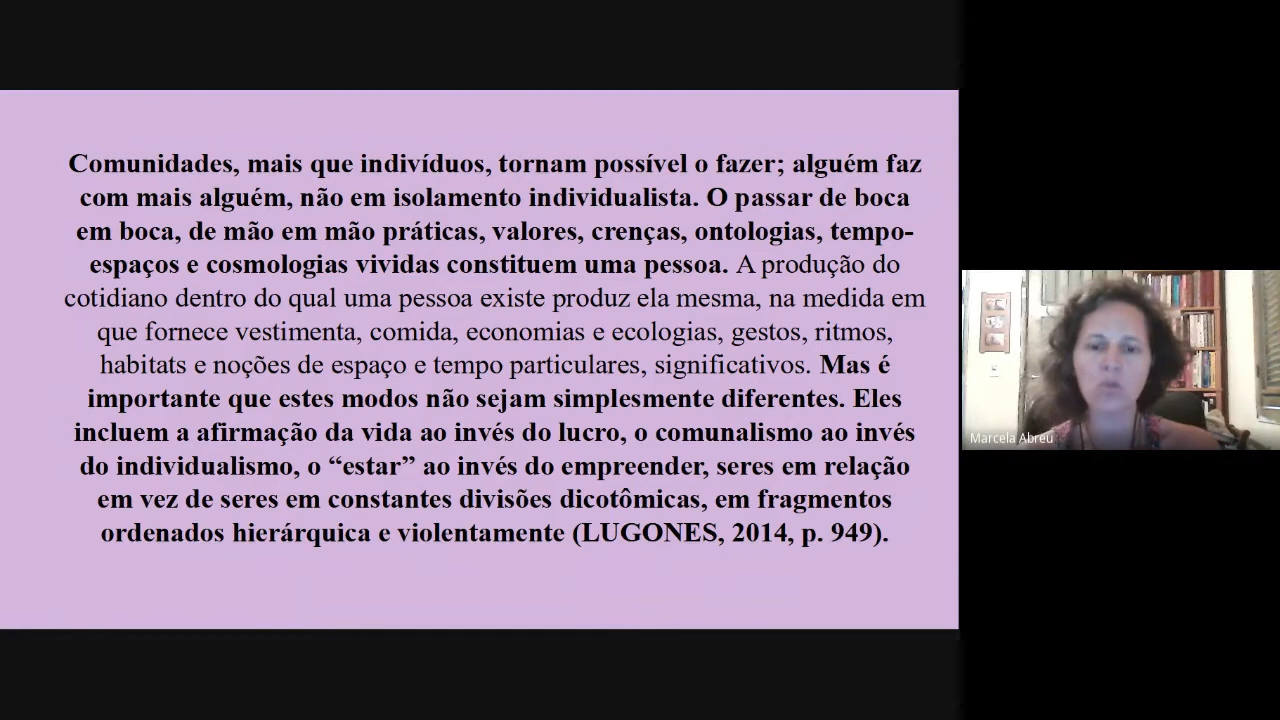 Comunidades, mais que indivíduos, tornam possível o fazer; alguém faz
com mais alguém, não em isolamento individualista. O passar de boca
em boca, de mão em mão práticas, valores, crenças, ontologias, tempo-
espaços e cosmologias vividas constituem uma pessoa. A produção do
cotidiano dentro do qual uma pessoa existe produz ela mesma, na medida em
que fornece vestimenta, comida, economias e ecologias, gestos, ritmos,
habitats e noções de espaço e tempo particulares, significativos. Mas é
importante que estes modos não sejam simplesmente diferentes. Eles
incluem a afirmação da vida ao invés do lucro, o comunalismo ao invés
do individualismo, o “estar” ao invés do empreender, seres em relação
em vez de seres em constantes divisões dicotômicas, em fragmentos
ordenados hierárquica e violentamente (LUGONES, 2014, p. 949).
Marcela Abreu